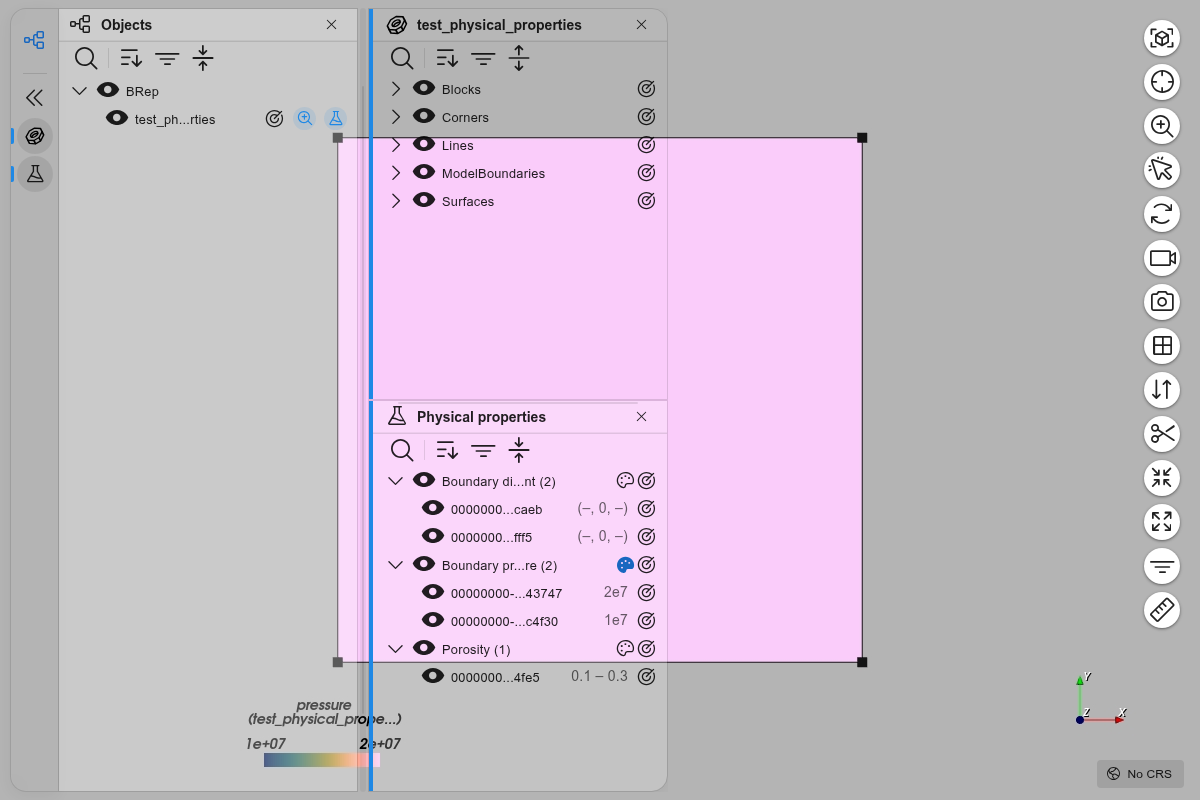 Objects
BRep
test_ph...rties
test_physical_properties
Blocks
Corners
Lines
ModelBoundaries
Surfaces
Physical properties
Boundary di...nt (2)
0000000...caeb (–, 0, –)
0000000...fff5 (–, 0, –)
Boundary pr...re (2)
00000000-...43747 2e7
00000000-...c4f30 1e7
Porosity (1)
0000000...4fe5 0.1 – 0.3
pressure
(test_physical_prope...)
1e+07 2e+07
Y
Z X
No CRS